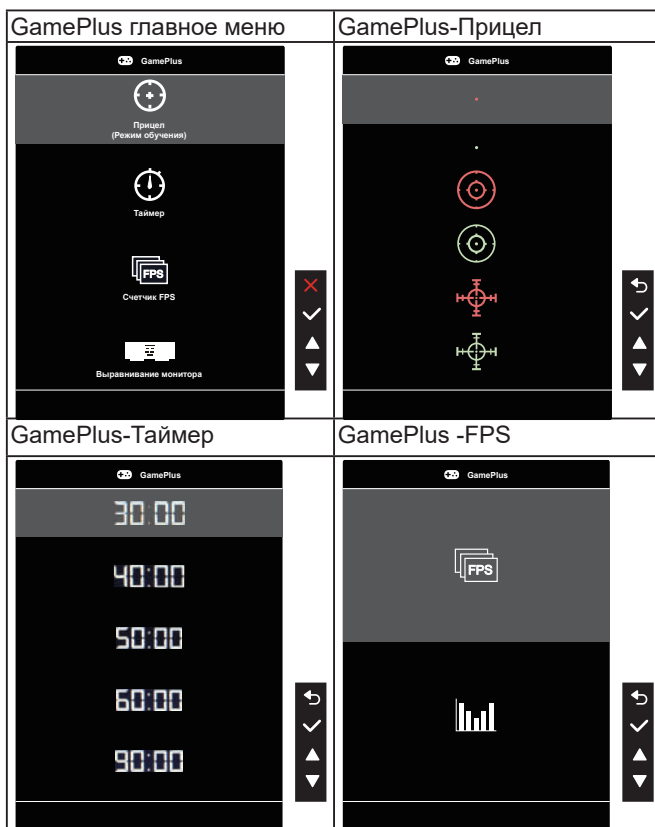 GamePlus главное меню
GamePlus-Прицел
GamePlus
Прицел
(Режим обучения)
Таймер
FPS
Счетчик FPS
Выравнивание монитора
GamePlus
GamePlus-Таймер
GamePlus -FPS
GamePlus
30:00
40:00
50:00
60:00
90:00
GamePlus
FPS